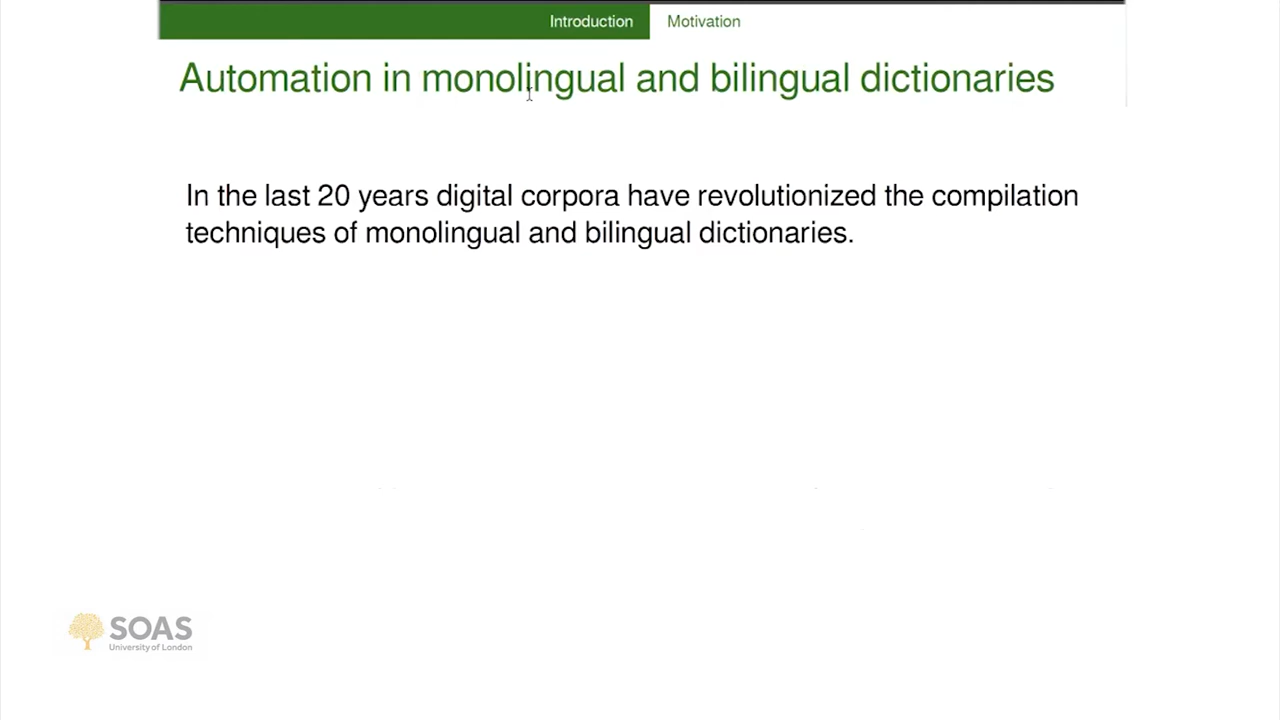 Introduction Motivation
Automation in monolingual and bilingual dictionaries
In the last 20 years digital corpora have revolutionized the compilation
techniques of monolingual and bilingual dictionaries.
SOAS
University of London